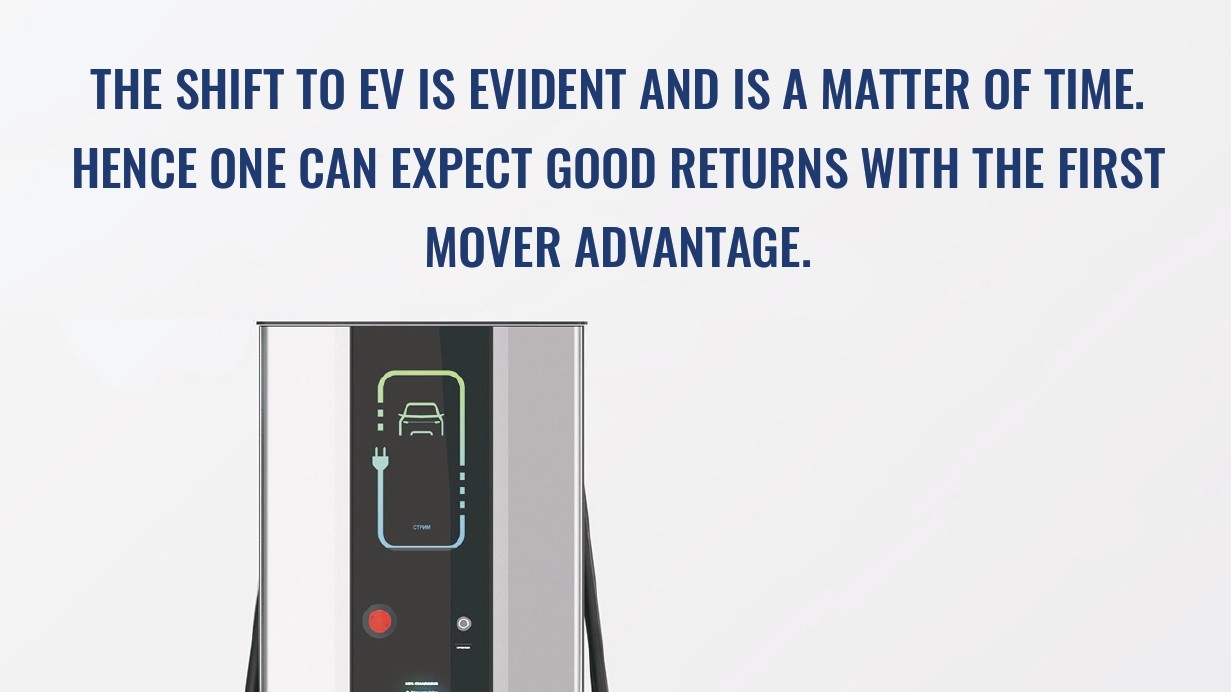 THE SHIFT TO EV IS EVIDENT AND IS A MATTER OF TIME.
HENCE ONE CAN EXPECT GOOD RETURNS WITH THE FIRST
MOVER ADVANTAGE.
СТРИМ